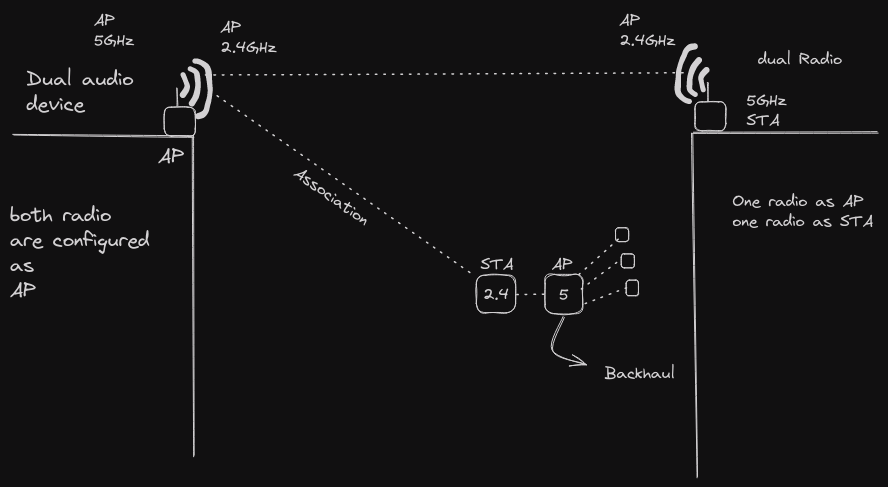 AP
5GHz
AP
2.4GHz
Dual audio
device
AP
both radio
are configured
as
AP
Association
STA
2.4
AP
5
Backhaul
AP
2.4GHz
dual Radio
5GHz
STA
One radio as AP
one radio as STA